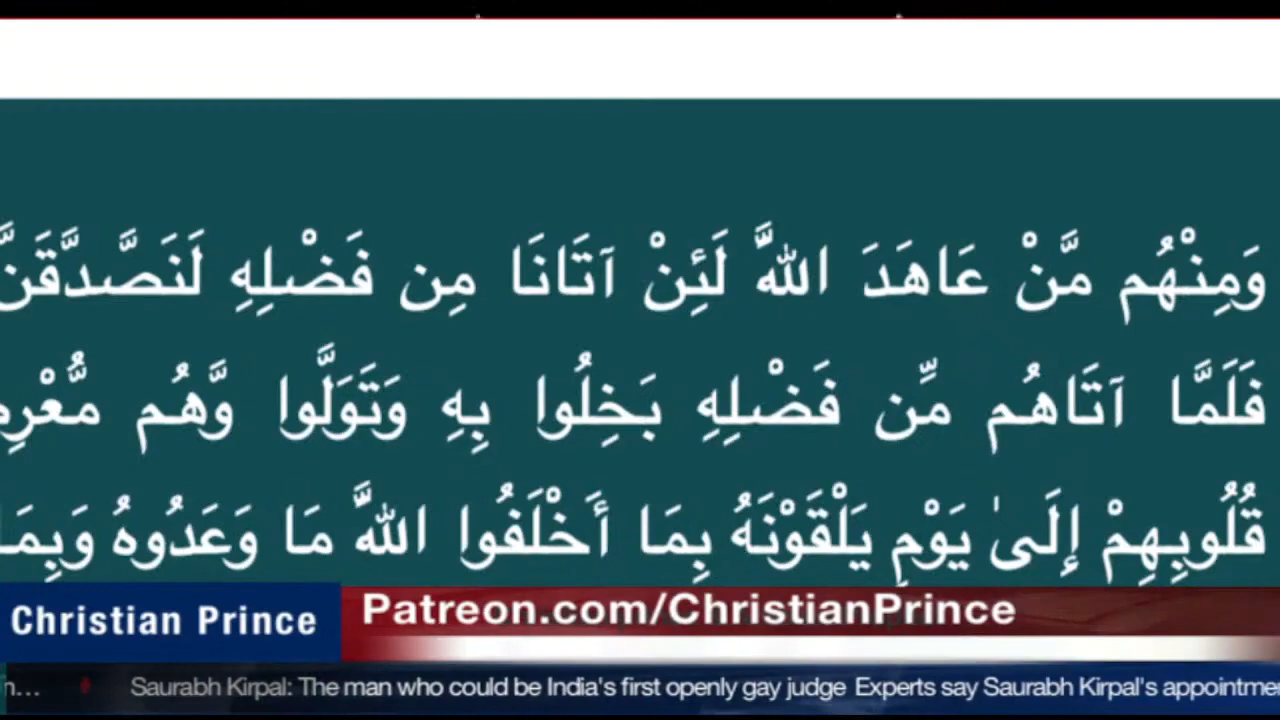 وَمِنْهُم مَّنْ عَاهَدَ اللَّهَ لَئِنْ آتَانَا مِن فَضْلِهِ لَنَصَّدَّقَنَّ
فَلَمَّا آتَاهُم مِّن فَضْلِهِ بَخِلُوا بِهِ وَتَوَلَّوا وَّهُم مُّعْرِ
قُلُوبِهِمْ إِلَىٰ يَوْمِ يَلْقَوْنَهُ بِمَا أَخْلَفُوا اللَّهَ مَا وَعَدُوهُ وَبِمَا
Christian Prince
Patreon.com/ChristianPrince
n... Saurabh Kirpal: The man who could be India's first openly gay judge Experts say Saurabh Kirpal's appointme